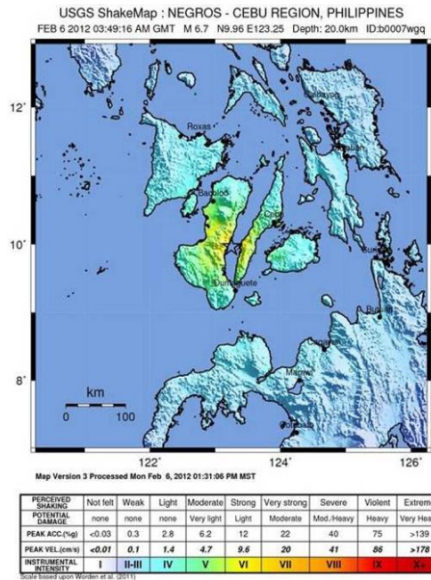 USGS ShakeMap : NEGROS - CEBU REGION, PHILIPPINES
FEB 6 2012 03:49:16 AM GMT M 6.7 N9.96 E123.25 Depth: 20.0km ID:b0007wgq
12°
Roxas
Bacolod
Cebu
10°
Dumaguete
Butuan
8°
km
0 100
122° 124° 126°
Map Version 3 Processed Mon Feb 6, 2012 01:31:06 PM MST
PERCEIVED SHAKING Not felt Weak Light Moderate Strong Very strong Severe Violent Extrem
POTENTIAL DAMAGE none none none Very light Light Moderate Mod./Heavy Heavy Very Hea
PEAK ACC.(%g) <0.03 0.3 2.8 6.2 12 22 40 75 >139
PEAK VEL.(cm/s) <0.01 0.1 1.4 4.7 9.6 20 41 86 >178
INSTRUMENTAL INTENSITY I II-III IV V VI VII VIII IX X+
Scale based upon Worden et al. (2011)